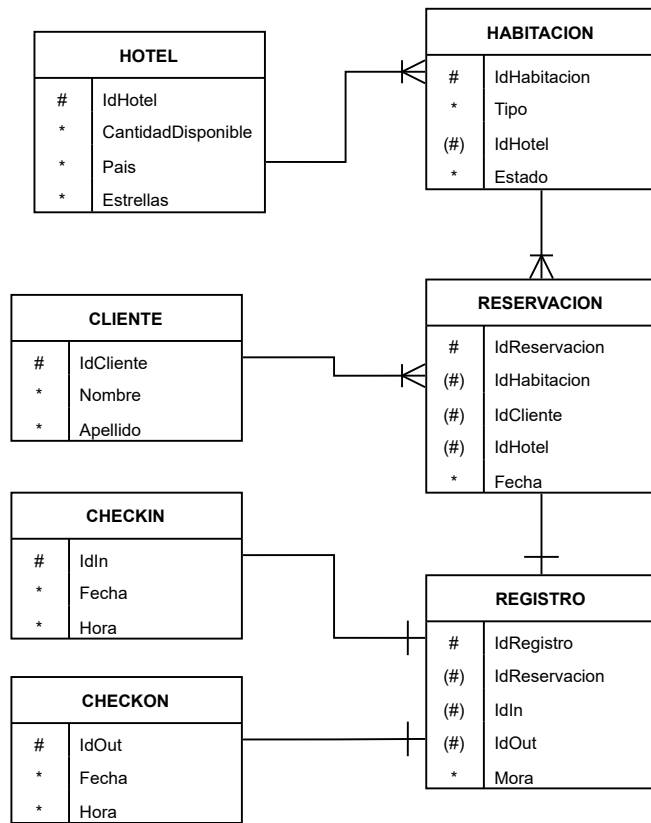 HOTEL
# IdHotel
* CantidadDisponible
* Pais
* Estrellas
HABITACION
# IdHabitacion
* Tipo
(#) IdHotel
* Estado
CLIENTE
# IdCliente
* Nombre
* Apellido
RESERVACION
# IdReservacion
(#) IdHabitacion
(#) IdCliente
(#) IdHotel
* Fecha
CHECKIN
# IdIn
* Fecha
* Hora
REGISTRO
# IdRegistro
(#) IdReservacion
(#) IdIn
(#) IdOut
* Mora
CHECKON
# IdOut
* Fecha
* Hora